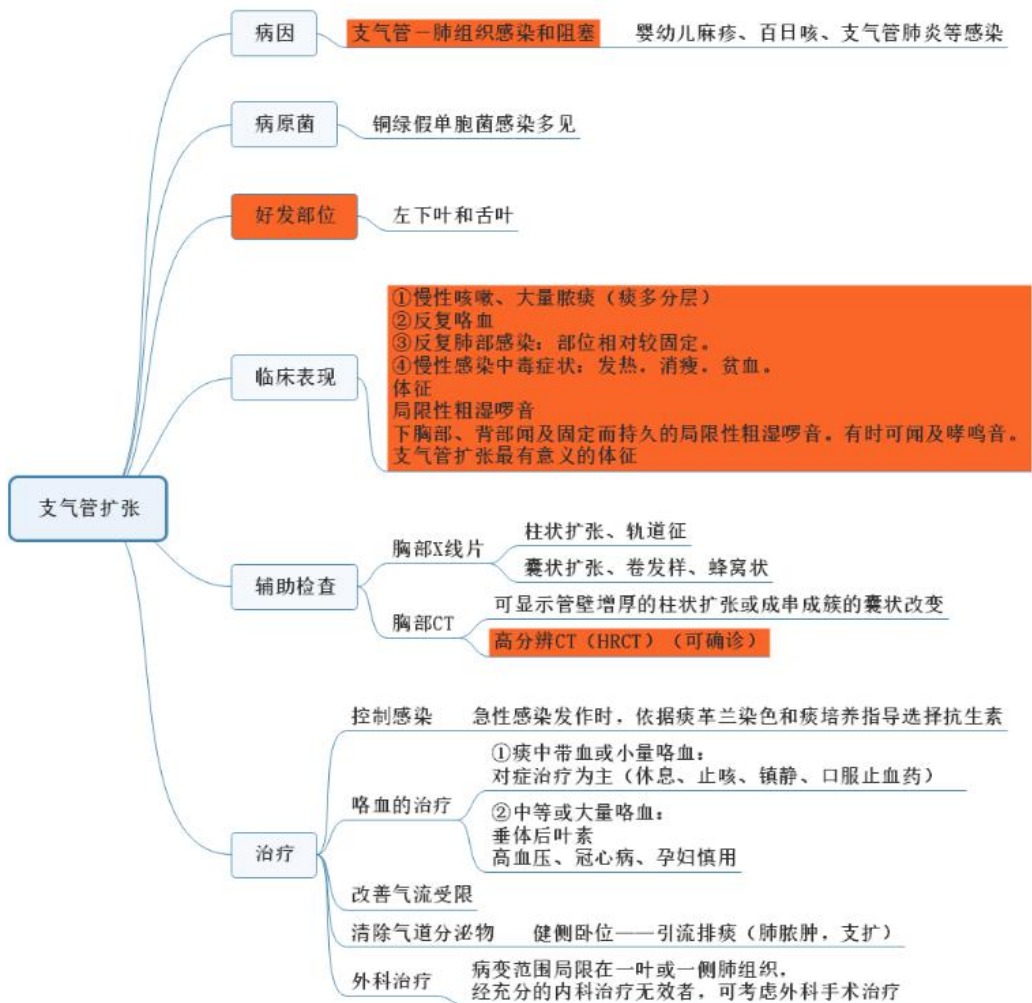 病因
支气管－肺组织感染和阻塞
婴幼儿麻疹、百日咳、支气管肺炎等感染
病原菌
铜绿假单胞菌感染多见
好发部位
左下叶和舌叶
临床表现
①慢性咳嗽、大量脓痰（痰多分层）
②反复咯血
③反复肺部感染：部位相对较固定。
④慢性感染中毒症状：发热．消瘦．贫血。
体征
局限性粗湿啰音
下胸部、背部闻及固定而持久的局限性粗湿啰音。有时可闻及哮鸣音。
支气管扩张最有意义的体征
支气管扩张
辅助检查
胸部X线片
柱状扩张、轨道征
囊状扩张、卷发样、蜂窝状
胸部CT
可显示管壁增厚的柱状扩张或成串成簇的囊状改变
高分辨CT（HRCT）（可确诊）
治疗
控制感染
急性感染发作时，依据痰革兰染色和痰培养指导选择抗生素
咯血的治疗
①痰中带血或小量咯血：
对症治疗为主（休息、止咳、镇静、口服止血药）
②中等或大量咯血：
垂体后叶素
高血压、冠心病、孕妇慎用
改善气流受限
清除气道分泌物
健侧卧位——引流排痰（肺脓肿．支扩）
外科治疗
病变范围局限在一叶或一侧肺组织．
经充分的内科治疗无效者，可考虑外科手术治疗